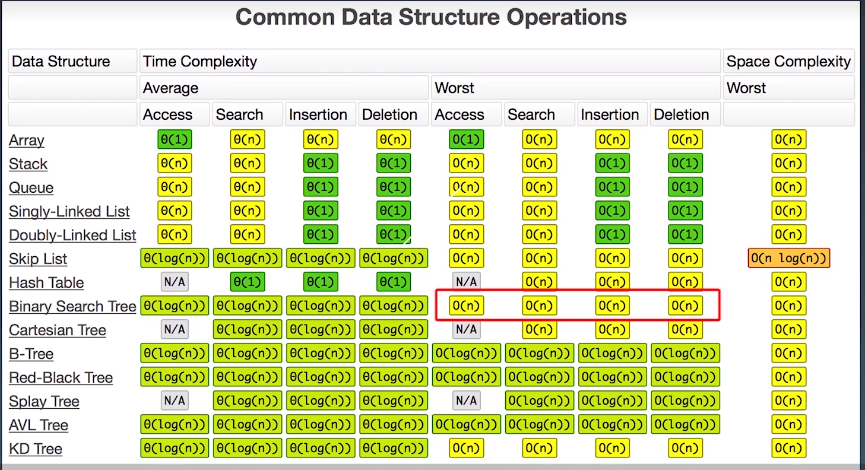 Common Data Structure Operations
Data Structure Time Complexity Space Complexity
Average Worst Worst
Access Search Insertion Deletion Access Search Insertion Deletion
Array Θ(1) Θ(n) Θ(n) Θ(n) O(1) O(n) O(n) O(n) O(n)
Stack Θ(n) Θ(n) Θ(1) Θ(1) O(n) O(n) O(1) O(1) O(n)
Queue Θ(n) Θ(n) Θ(1) Θ(1) O(n) O(n) O(1) O(1) O(n)
Singly-Linked List Θ(n) Θ(n) Θ(1) Θ(1) O(n) O(n) O(1) O(1) O(n)
Doubly-Linked List Θ(n) Θ(n) Θ(1) Θ(1) O(n) O(n) O(1) O(1) O(n)
Skip List Θ(log(n)) Θ(log(n)) Θ(log(n)) Θ(log(n)) O(n) O(n) O(n) O(n) O(n log(n))
Hash Table N/A Θ(1) Θ(1) Θ(1) N/A O(n) O(n) O(n) O(n)
Binary Search Tree Θ(log(n)) Θ(log(n)) Θ(log(n)) Θ(log(n)) O(n) O(n) O(n) O(n) O(n)
Cartesian Tree N/A Θ(log(n)) Θ(log(n)) Θ(log(n)) N/A O(n) O(n) O(n) O(n)
B-Tree Θ(log(n)) Θ(log(n)) Θ(log(n)) Θ(log(n)) O(log(n)) O(log(n)) O(log(n)) O(log(n)) O(n)
Red-Black Tree Θ(log(n)) Θ(log(n)) Θ(log(n)) Θ(log(n)) O(log(n)) O(log(n)) O(log(n)) O(log(n)) O(n)
Splay Tree N/A Θ(log(n)) Θ(log(n)) Θ(log(n)) N/A O(log(n)) O(log(n)) O(log(n)) O(n)
AVL Tree Θ(log(n)) Θ(log(n)) Θ(log(n)) Θ(log(n)) O(log(n)) O(log(n)) O(log(n)) O(log(n)) O(n)
KD Tree Θ(log(n)) Θ(log(n)) Θ(log(n)) Θ(log(n)) O(n) O(n) O(n) O(n) O(n)